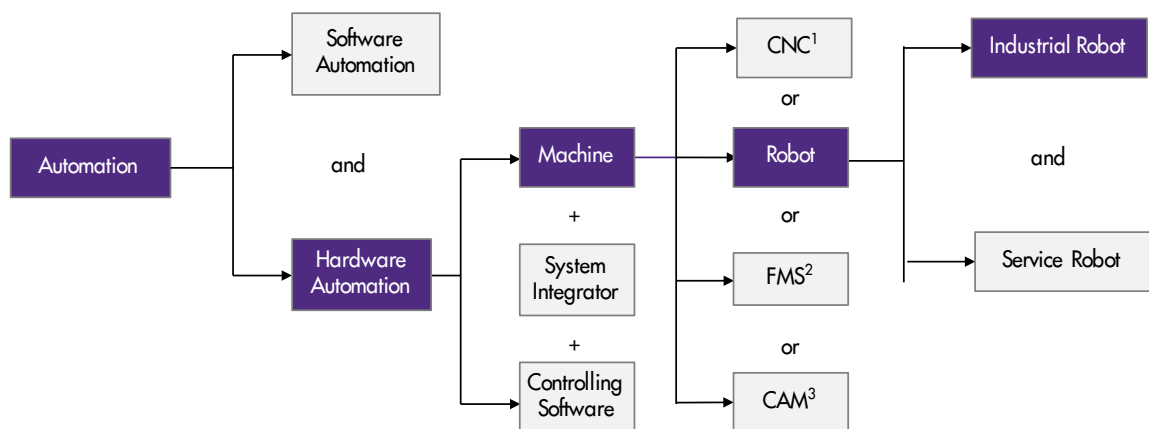 Automation
Software
Automation
and
Hardware
Automation
Machine
+
System
Integrator
+
Controlling
Software
CNC¹
or
Robot
or
FMS²
or
CAM³
Industrial Robot
and
Service Robot